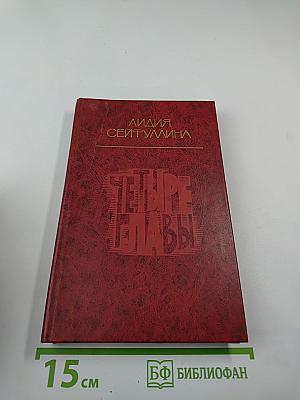 ЛИДИЯ
СЕЙФУЛЛИНА
ЧЕТЫРЕ
ГЛАВЫ
15 см
БФ БИБЛИОФАН